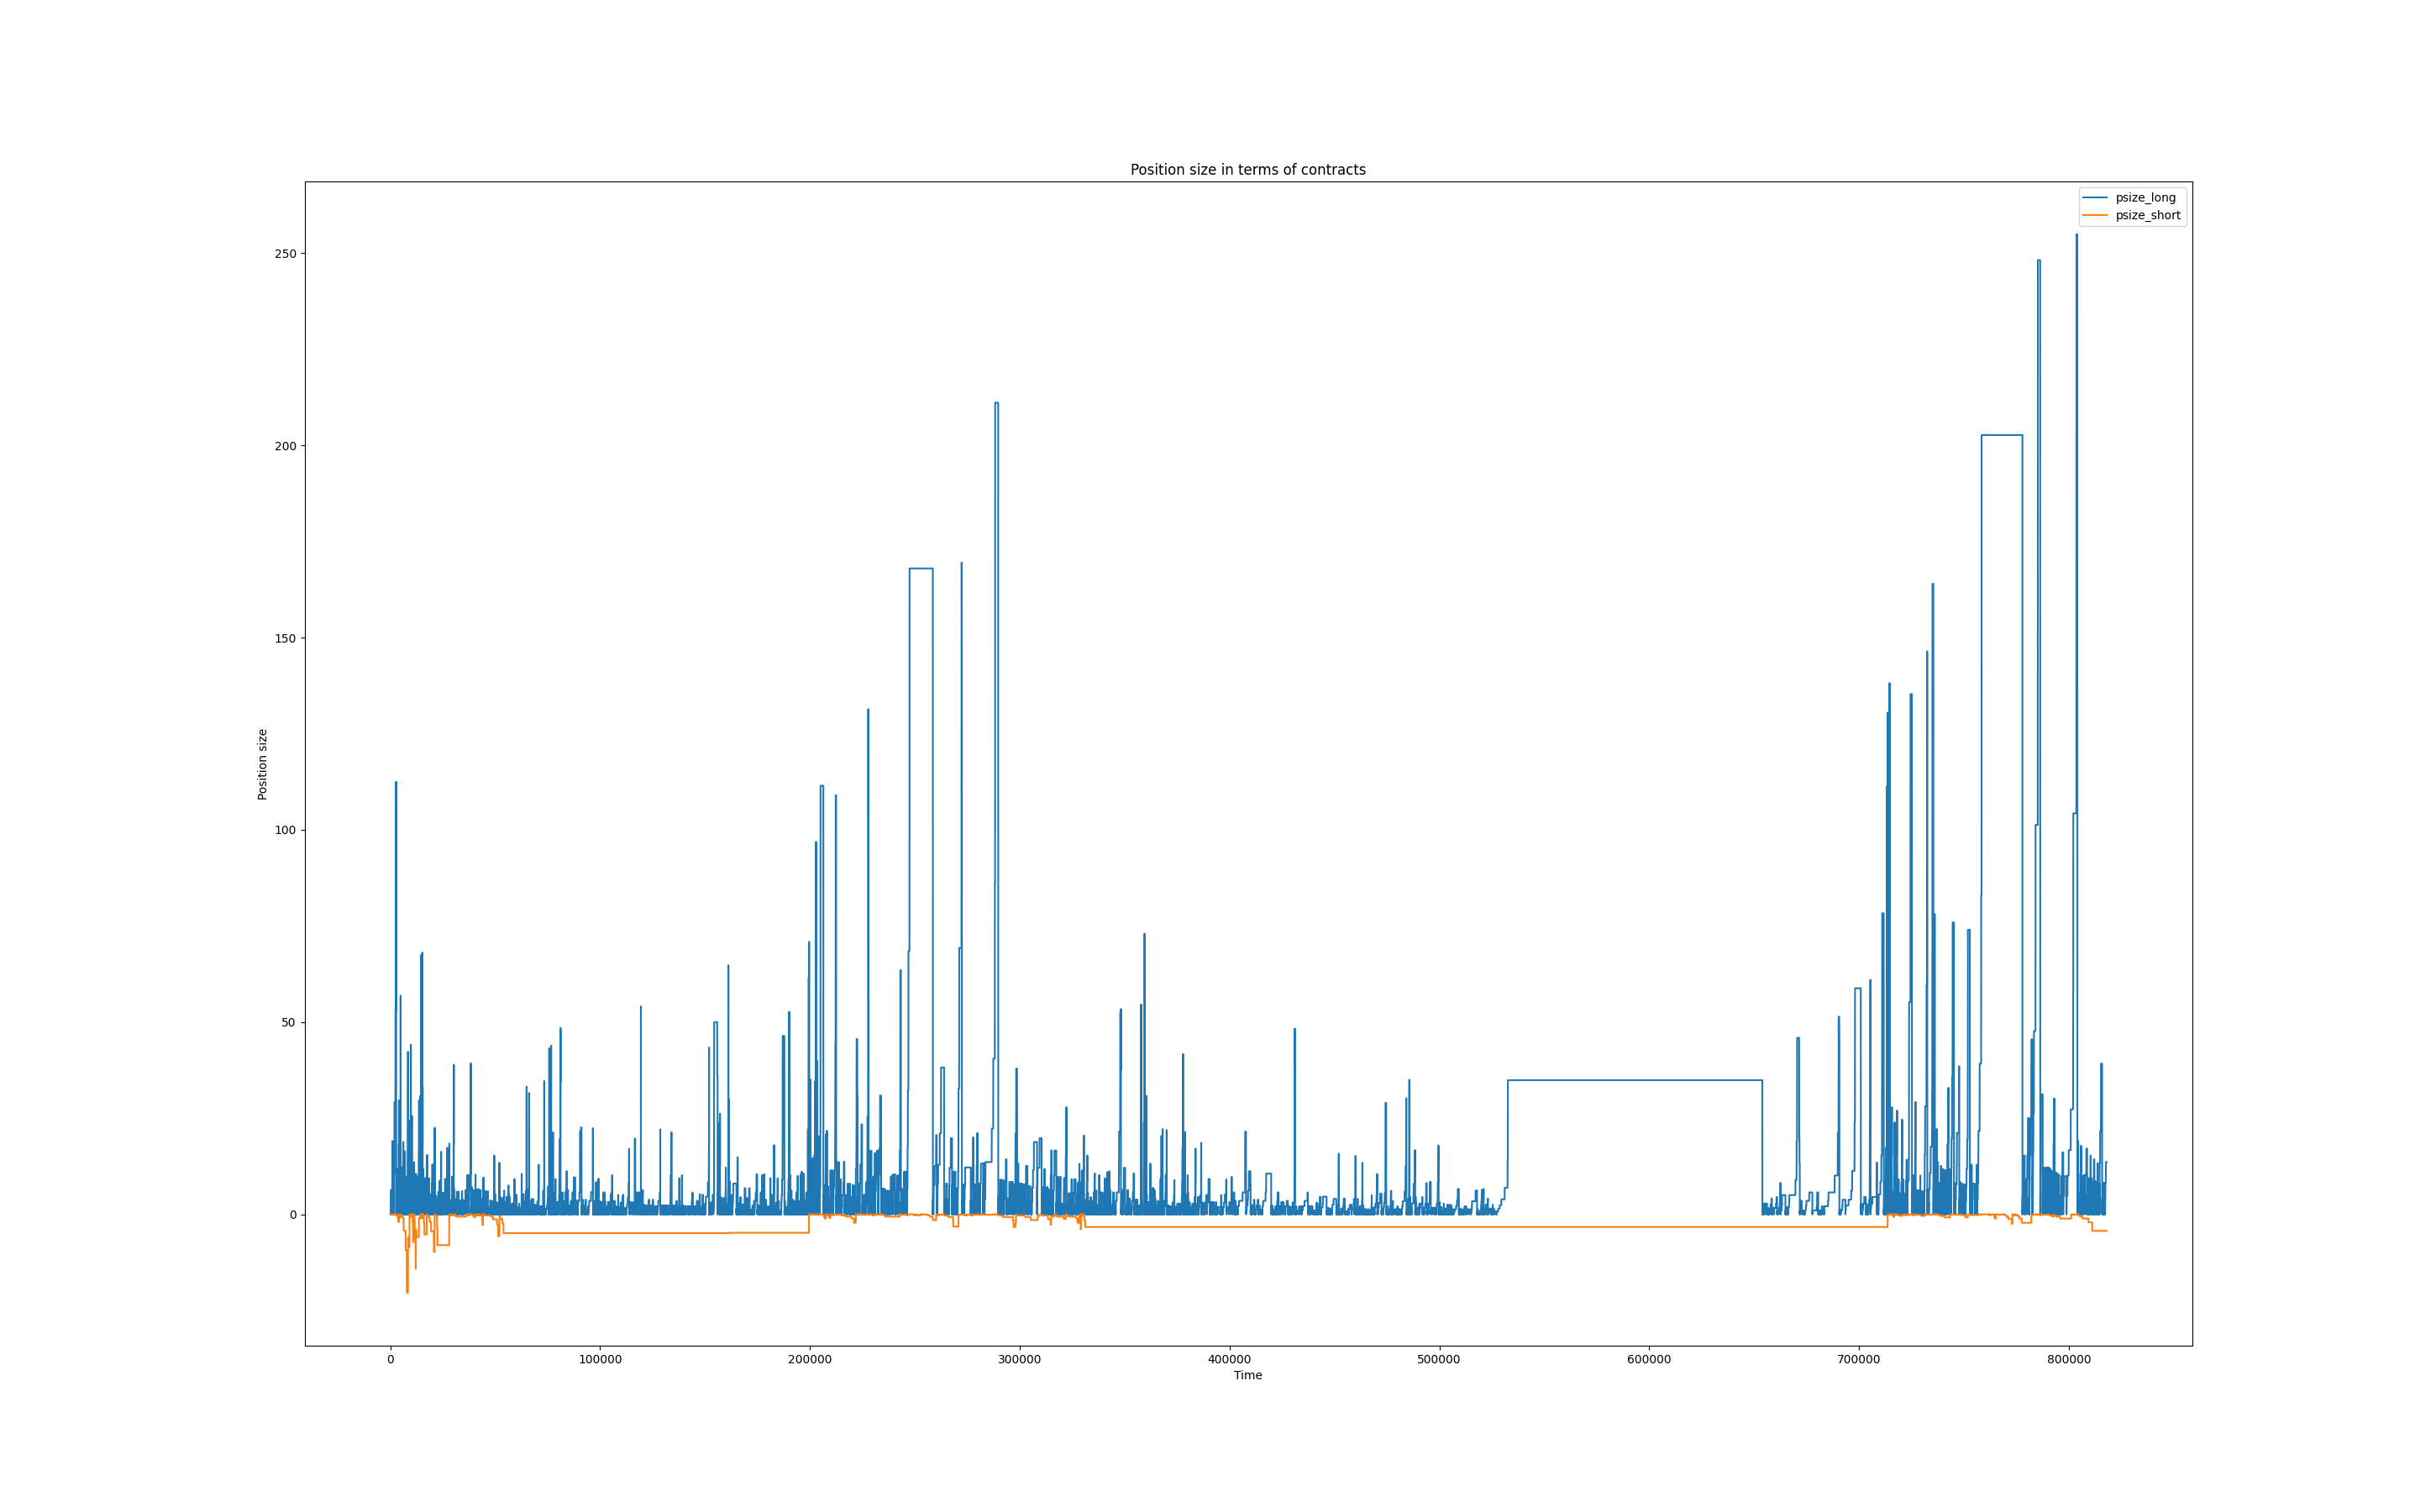 Position size in terms of contracts
psize_long
psize_short
250
200
150
100
50
0
Position size
0 100000 200000 300000 400000 500000 600000 700000 800000
Time